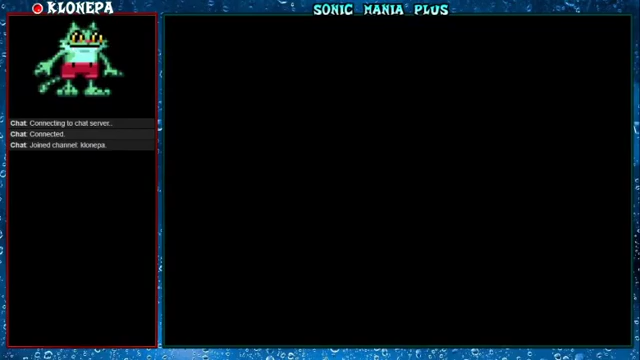 KLONEPA
SONIC MANIA PLUS
Chat: Connecting to chat server..
Chat: Connected.
Chat: Joined channel: klonepa.